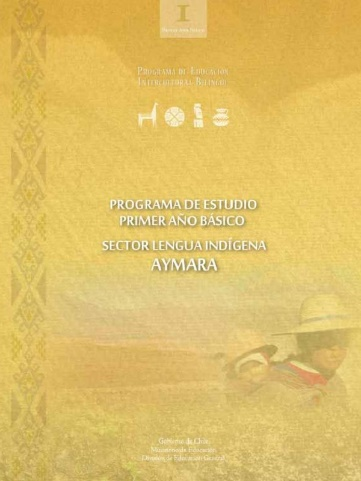 I
PROGRAMA DE EDUCACIÓN
INTERCULTURAL BILINGÜE
PROGRAMA DE ESTUDIO
PRIMER AÑO BÁSICO
SECTOR LENGUA INDÍGENA
AYMARA
Gobierno de Chile
Ministerio de Educación
División de Educación General